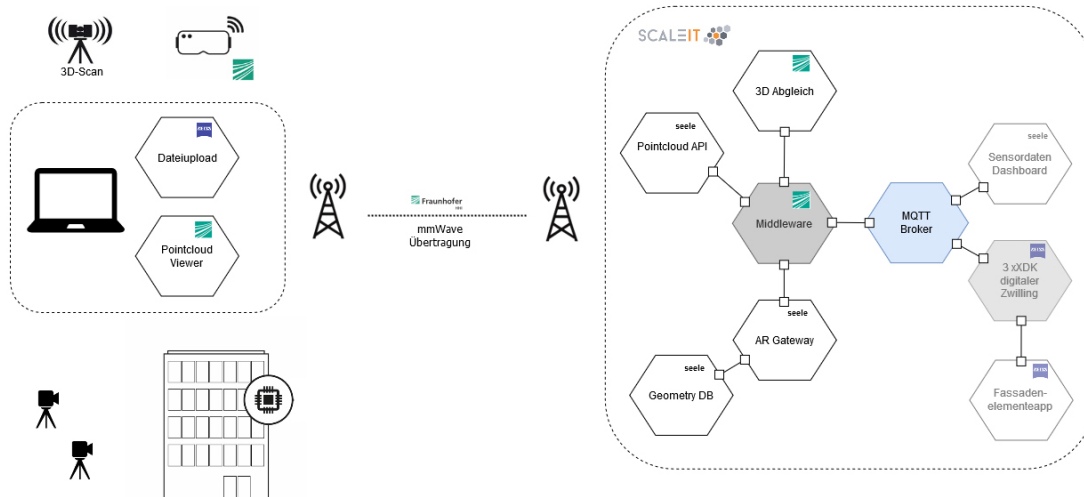 SCALEIT
3D-Scan
3D Abgleich
seele
Pointcloud API
seele
Sensordaten
Dashboard
Dateiupload
Fraunhofer
mmWave
Übertragung
Middleware
MQTT
Broker
Pointcloud
Viewer
3 xXDK
digitaler
Zwilling
seele
AR Gateway
seele
Geometry DB
Fassaden-
elementeapp